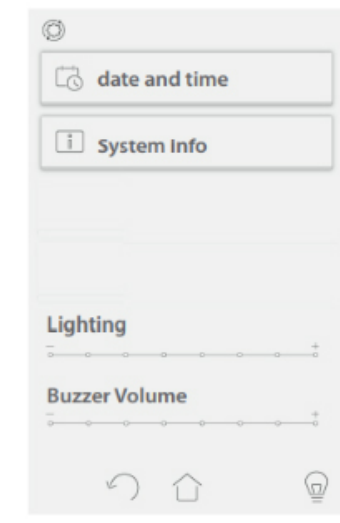 date and time
System Info
Lighting
- +
Buzzer Volume
- +